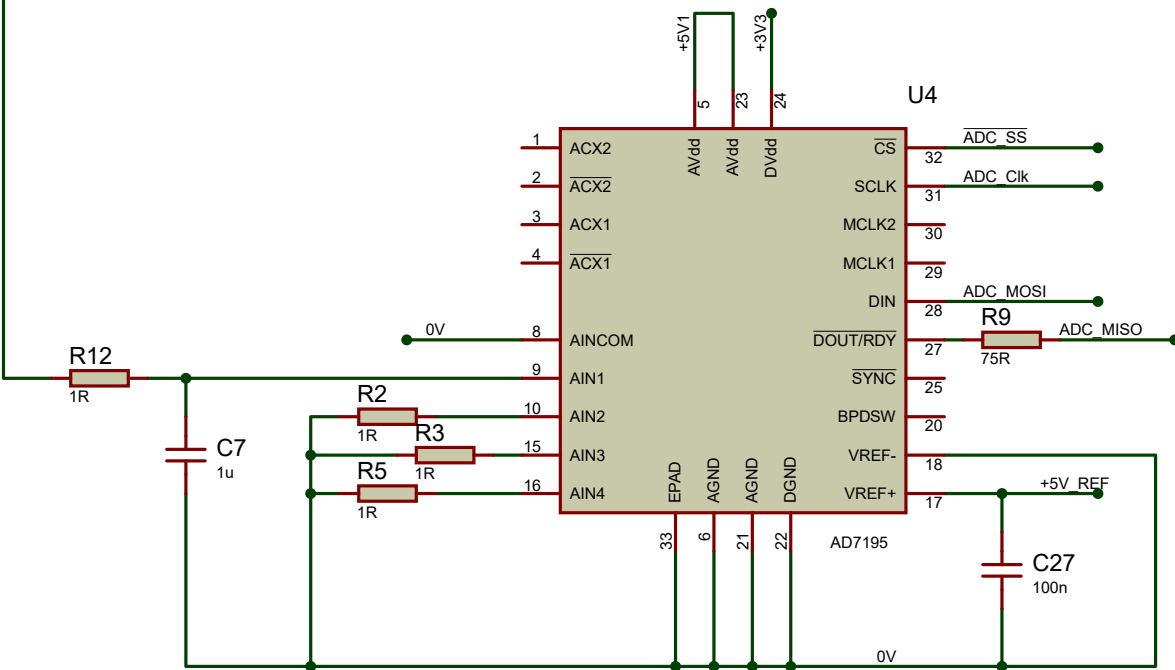 +5V1
+3V3
5
23
24
U4
AVdd
AVdd
DVdd
1 ACX2
CS 32 ADC_SS
2 ACX2
SCLK 31 ADC_Clk
3 ACX1
MCLK2 30
4 ACX1
MCLK1 29
DIN 28 ADC_MOSI
0V 8 AINCOM
DOUT/RDY 27 R9 75R ADC_MISO
R12
1R
9 AIN1
SYNC 25
R2
1R
10 AIN2
BPDSW 20
R3
1R
15 AIN3
VREF- 18
C7
1u
R5
1R
16 AIN4
VREF+ 17 +5V_REF
EPAD
AGND
AGND
DGND
33
6
21
22
AD7195
C27
100n
0V